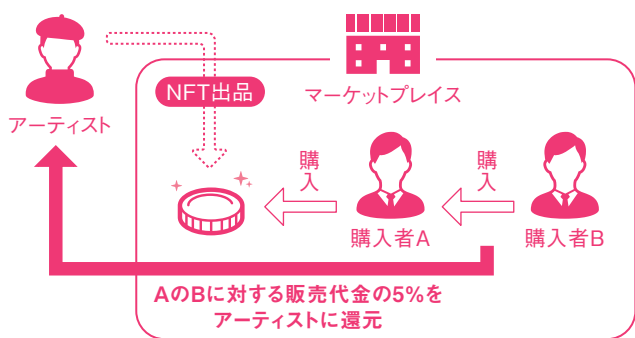 NFT出品
マーケットプレイス
アーティスト
購入
購入
購入者A
購入者B
AのBに対する販売代金の5%を
アーティストに還元